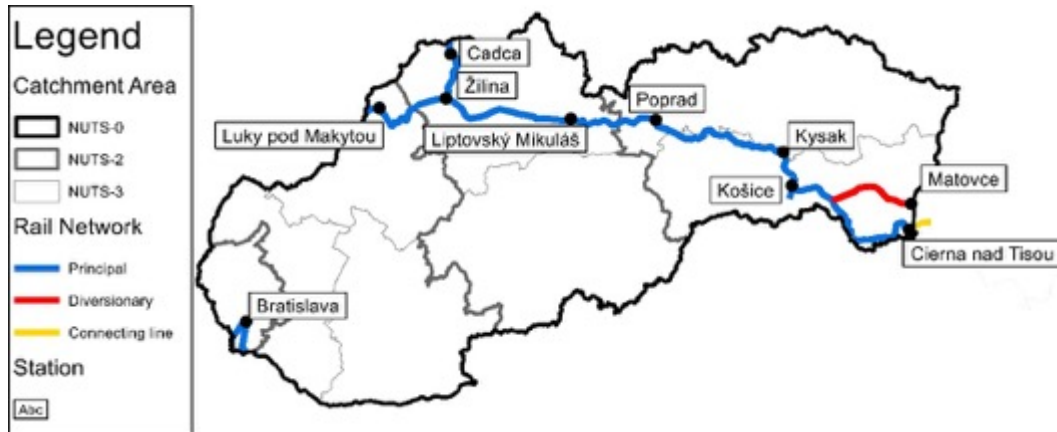 Legend
Catchment Area
NUTS-0
NUTS-2
NUTS-3
Rail Network
Principal
Diversionary
Connecting line
Station
Abc
Cadca
Žilina
Poprad
Luky pod Makytou
Liptovský Mikuláš
Kysak
Košice
Matovce
Cierna nad Tisou
Bratislava